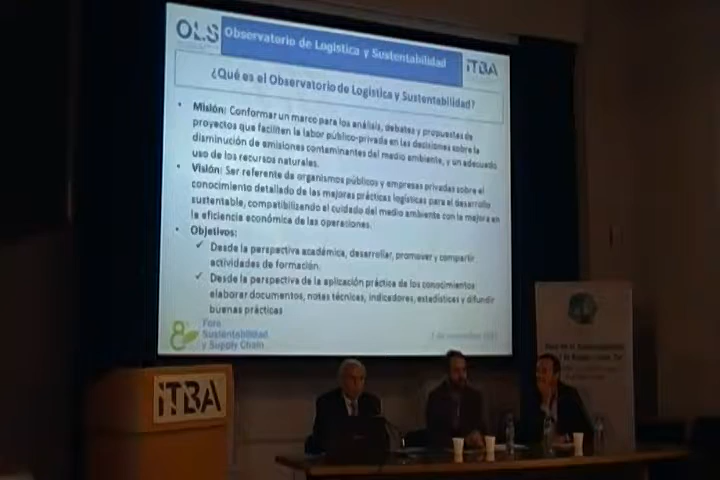 OLS Observatorio de Logística y Sustentabilidad ITBA
¿Qué es el Observatorio de Logística y Sustentabilidad?
• Misión: Conformar un marco para los análisis, debates y propuestas de
proyectos que faciliten la labor público-privada en las decisiones sobre la
disminución de emisiones contaminantes del medio ambiente, y un adecuado
uso de los recursos naturales.
• Visión: Ser referente de organismos públicos y empresas privadas sobre el
conocimiento detallado de las mejores prácticas logísticas para el desarrollo
sustentable, compatibilizando el cuidado del medio ambiente con la mejora en
la eficiencia económica de las operaciones.
• Objetivos:
✓ Desde la perspectiva académica, desarrollar, promover y compartir
actividades de formación.
✓ Desde la perspectiva de la aplicación práctica de los conocimientos
elaborar documentos, notas técnicas, indicadores, estadísticas y difundir
buenas prácticas
8º Foro
Sustentabilidad
y Supply Chain
ITBA